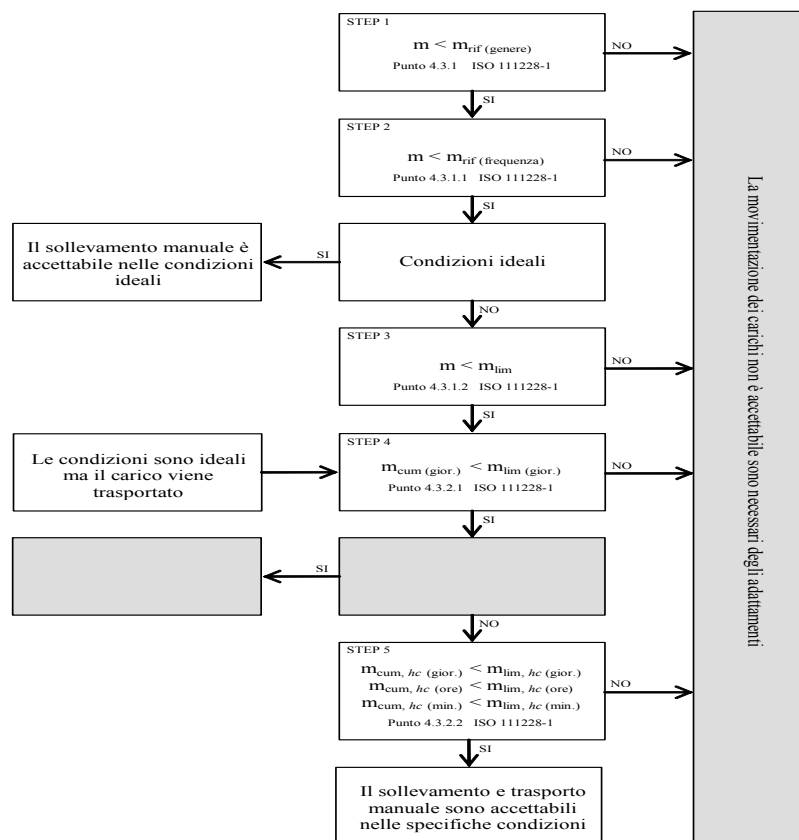 STEP 1
m < mrif (genere)
Punto 4.3.1 ISO 111228-1
NO
SI
STEP 2
m < mrif (frequenza)
Punto 4.3.1.1 ISO 111228-1
NO
SI
Il sollevamento manuale è
accettabile nelle condizioni
ideali
SI
Condizioni ideali
NO
STEP 3
m < mlim
Punto 4.3.1.2 ISO 111228-1
NO
SI
Le condizioni sono ideali
ma il carico viene
trasportato
STEP 4
mcum (gior.) < mlim (gior.)
Punto 4.3.2.1 ISO 111228-1
NO
SI
SI
NO
STEP 5
mcum, hc (gior.) < mlim, hc (gior.)
mcum, hc (ore) < mlim, hc (ore)
mcum, hc (min.) < mlim, hc (min.)
Punto 4.3.2.2 ISO 111228-1
NO
SI
Il sollevamento e trasporto
manuale sono accettabili
nelle specifiche condizioni
La movimentazione dei carichi non è accettabile sono necessari degli adattamenti